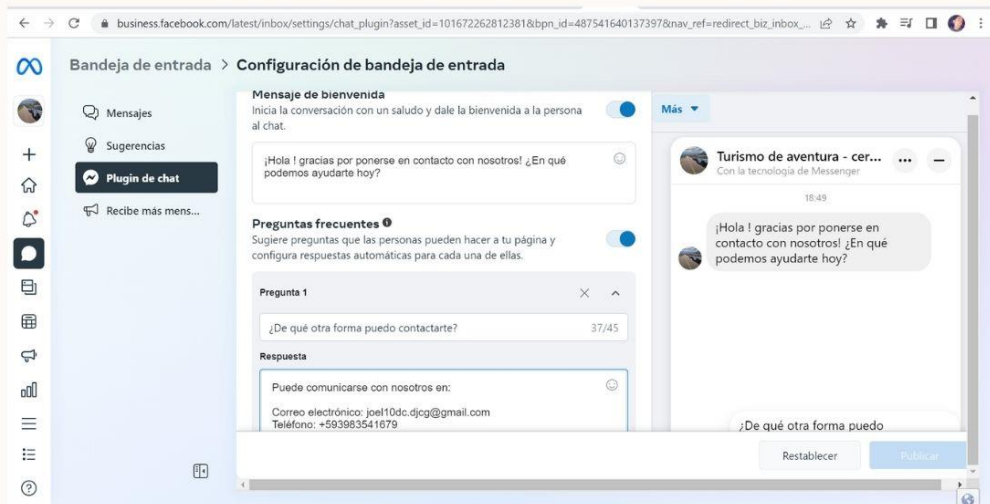 business.facebook.com/latest/inbox/settings/chat_plugin?asset_id=101672262812381&bpn_id=487541640137397&nav_ref=redirect_biz_inbox_...
Bandeja de entrada > Configuración de bandeja de entrada
Mensajes
Sugerencias
Plugin de chat
Recibe más mens...
Mensaje de bienvenida
Inicia la conversación con un saludo y dale la bienvenida a la persona
al chat.
¡Hola ! gracias por ponerse en contacto con nosotros! ¿En qué
podemos ayudarte hoy?
Preguntas frecuentes
Sugiere preguntas que las personas pueden hacer a tu página y
configura respuestas automáticas para cada una de ellas.
Pregunta 1
¿De qué otra forma puedo contactarte? 37/45
Respuesta
Puede comunicarse con nosotros en:
Correo electrónico: joel10dc.djcg@gmail.com
Teléfono: +593983541679
Más
Turismo de aventura - cer...
Con la tecnología de Messenger
18:49
¡Hola ! gracias por ponerse en
contacto con nosotros! ¿En qué
podemos ayudarte hoy?
¿De qué otra forma puedo
Restablecer
Publicar